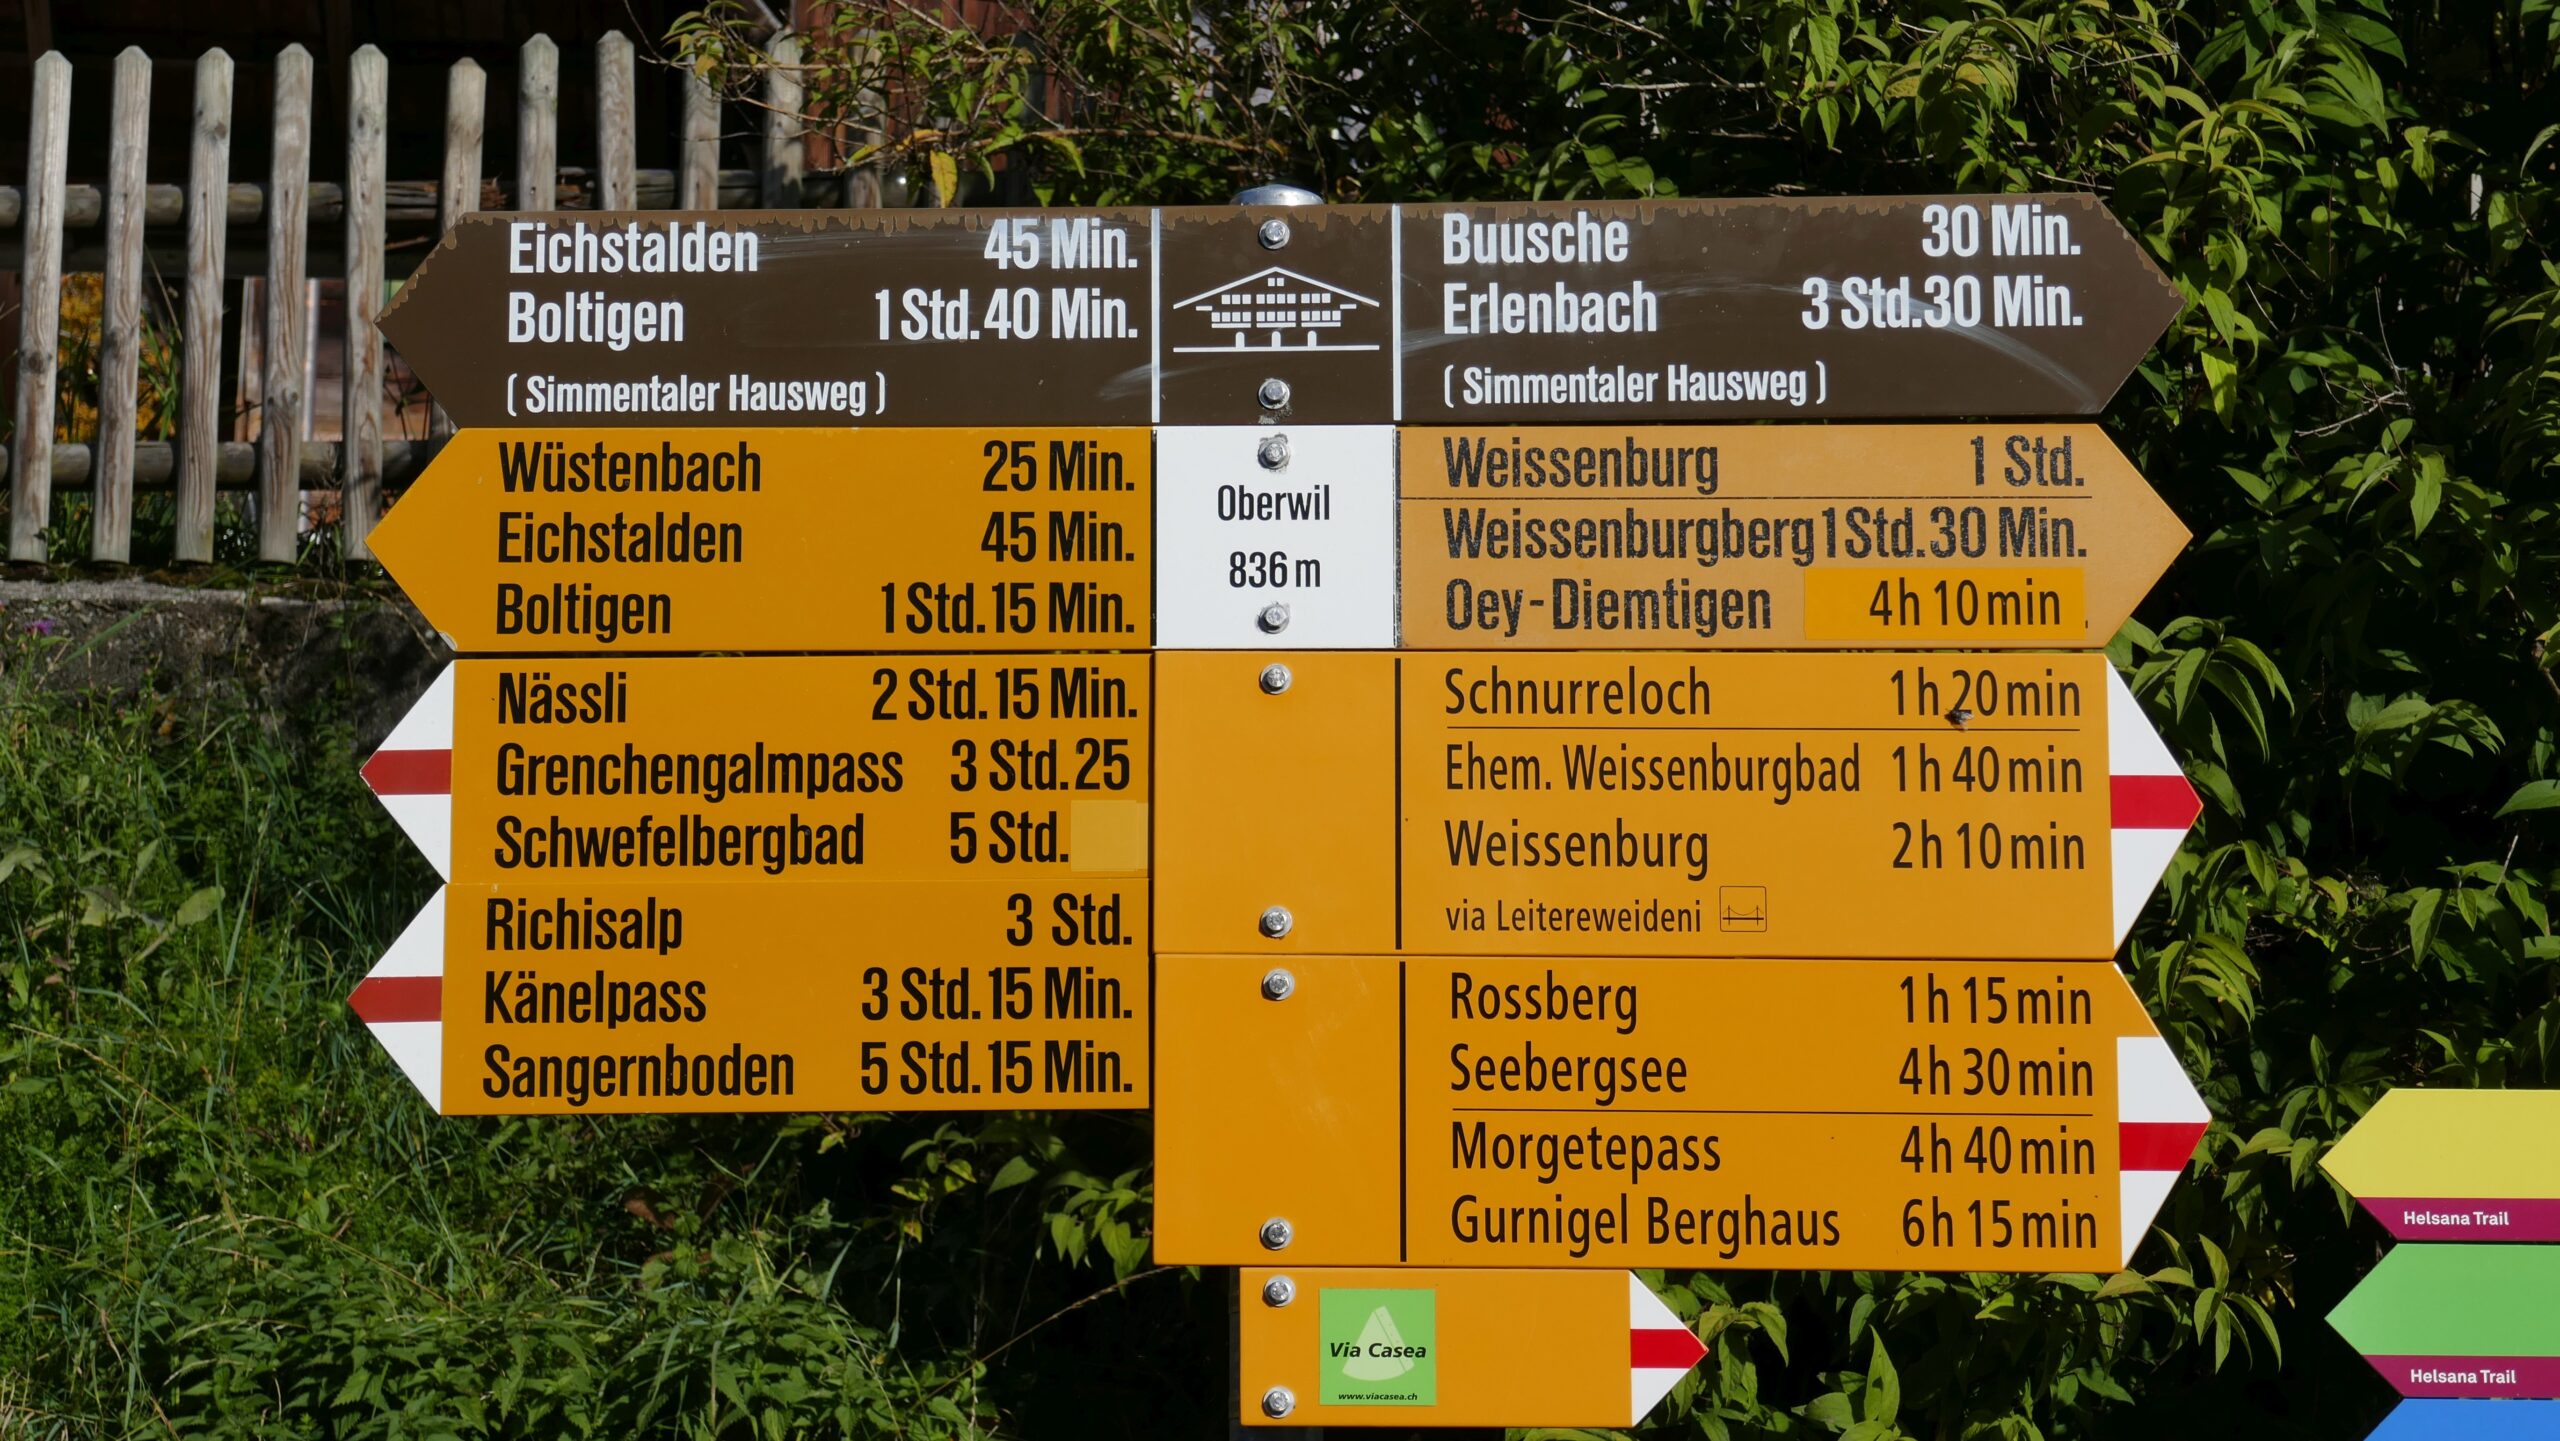 Eichstalden 45 Min.
Boltigen 1 Std. 40 Min.
( Simmentaler Hausweg )
Buusche 30 Min.
Erlenbach 3 Std. 30 Min.
( Simmentaler Hausweg )
Wüstenbach 25 Min.
Eichstalden 45 Min.
Boltigen 1 Std. 15 Min.
Oberwil
836 m
Weissenburg 1 Std.
Weissenburgberg 1 Std. 30 Min.
Oey-Diemtigen 4 h 10 min
Nässli 2 Std. 15 Min.
Grenchengalmpass 3 Std. 25
Schwefelbergbad 5 Std.
Schnurreloch 1 h 20 min
Ehem. Weissenburgbad 1 h 40 min
Weissenburg 2 h 10 min
via Leitereweideni
Richisalp 3 Std.
Känelpass 3 Std. 15 Min.
Sangernboden 5 Std. 15 Min.
Rossberg 1 h 15 min
Seebergsee 4 h 30 min
Morgetepass 4 h 40 min
Gurnigel Berghaus 6 h 15 min
Via Casea
www.viacasea.ch
Helsana Trail
Helsana Trail